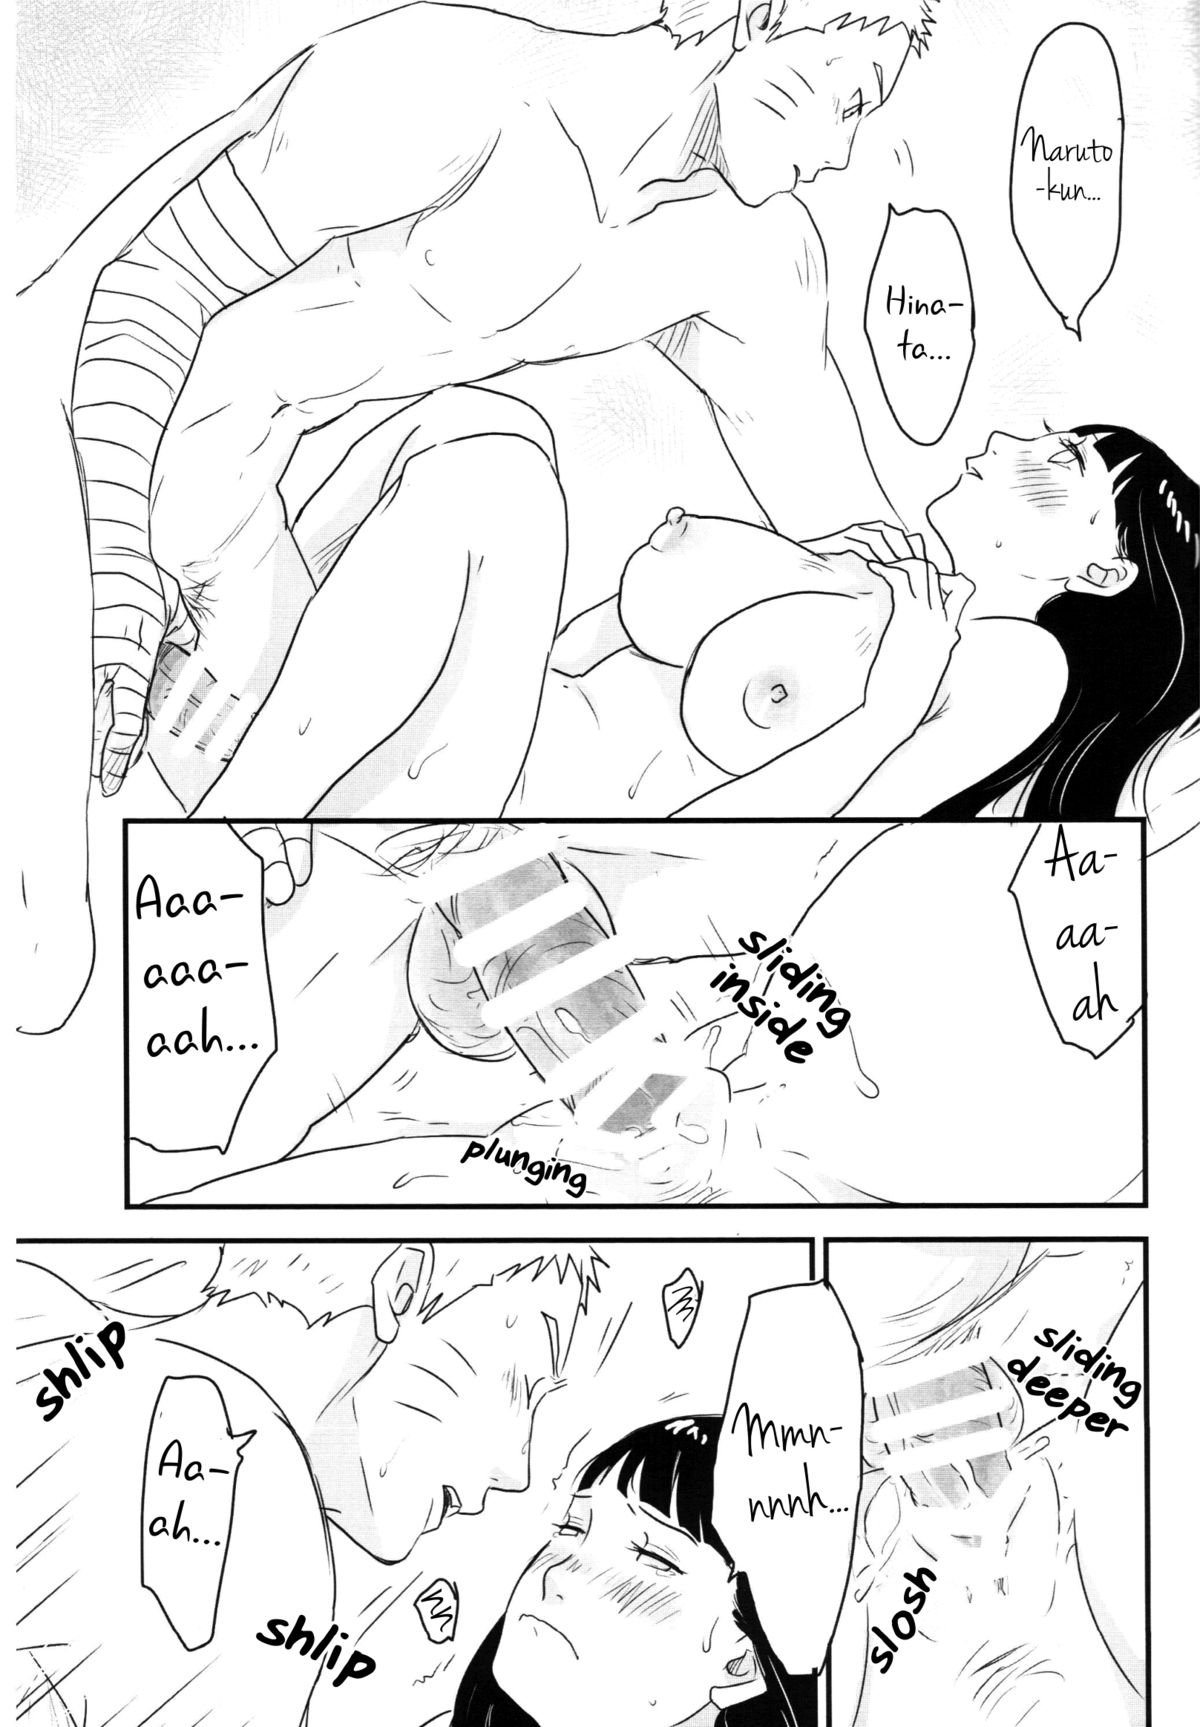 Naruto
-kun...
Hina-
ta...
Aa-
aa-
ah
sliding
inside
Aaa-
aaa-
aah...
plunging
sliding
deeper
slosh
Mmn-
nnnh...
shlip
Aa-
ah...
shlip